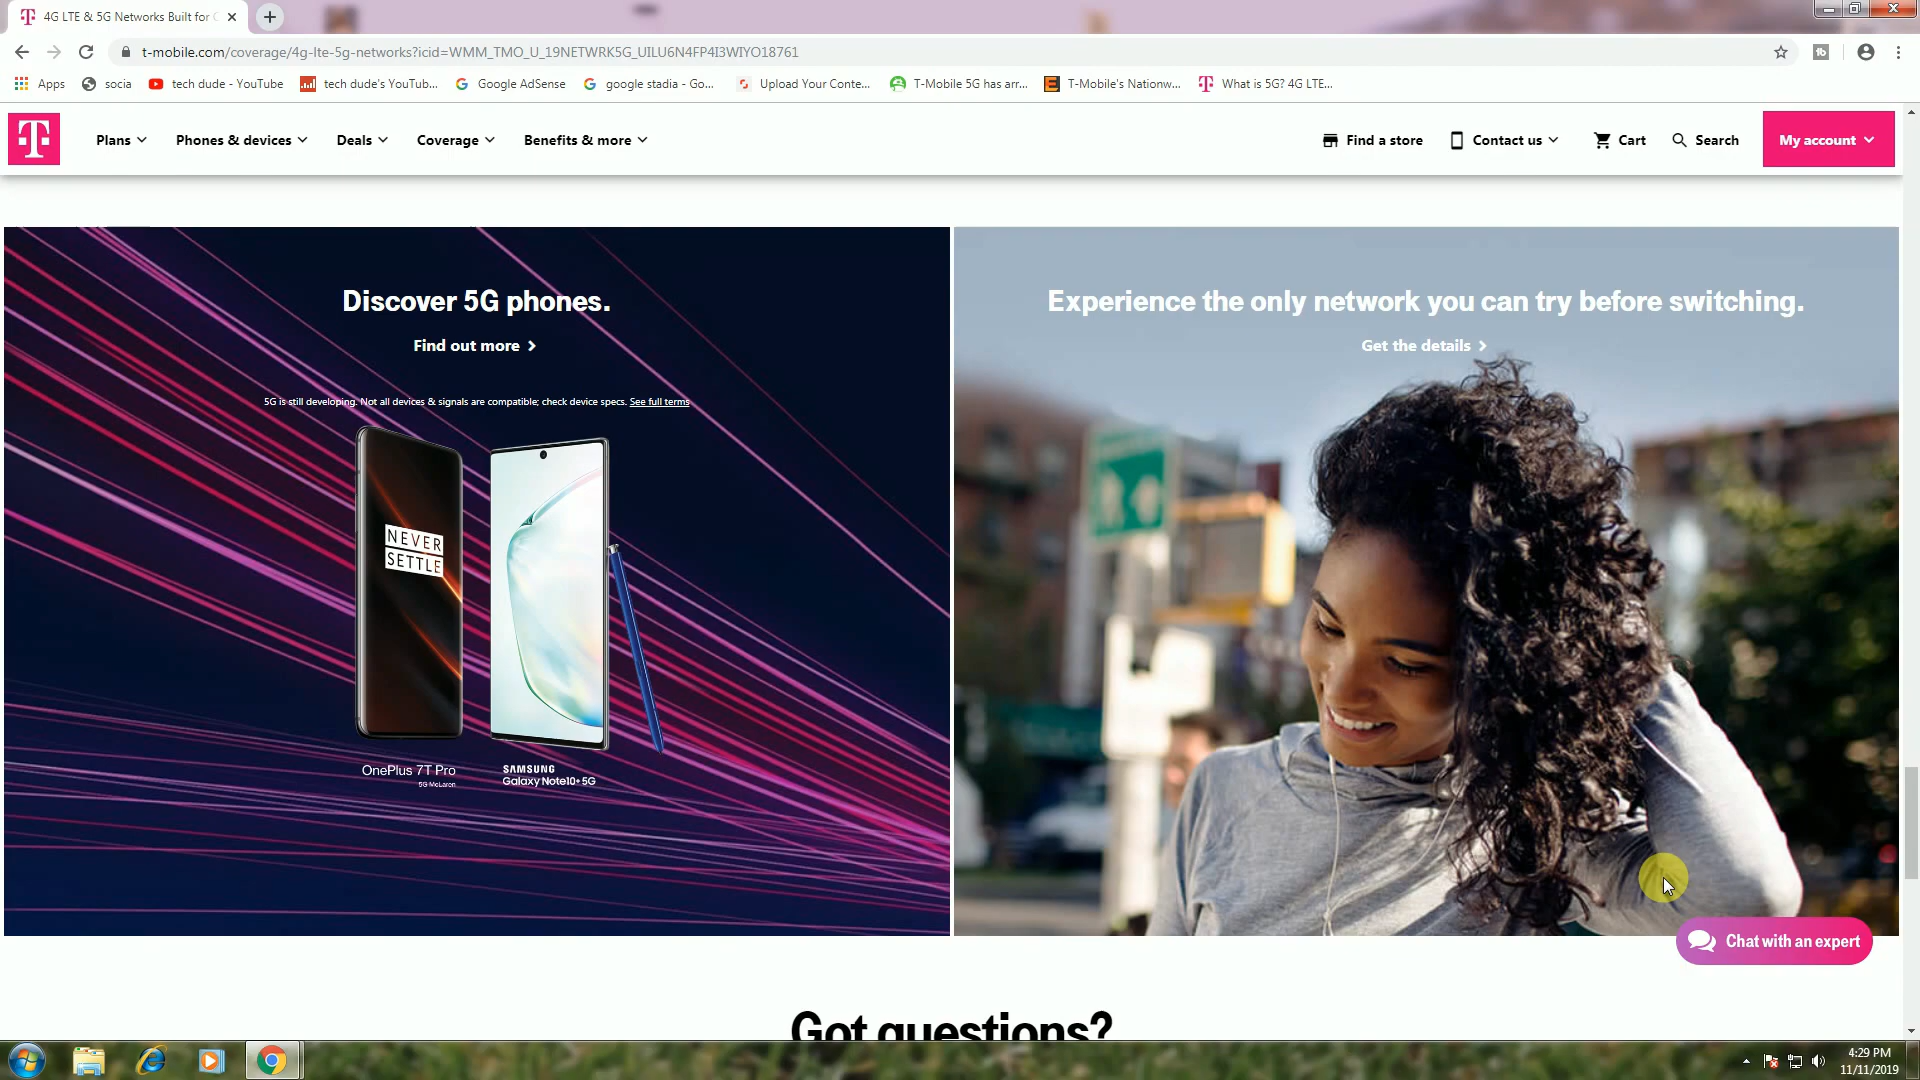 4G LTE & 5G Networks Built for
t-mobile.com/coverage/4g-lte-5g-networks?icid=WMM_TMO_U_19NETWRK5G_UILU6N4FP4I3WIYO18761
Apps socia tech dude - YouTube tech dude's YouTub... Google AdSense google stadia - Go... Upload Your Conte... T-Mobile 5G has arr... T-Mobile's Nationw... What is 5G? 4G LTE...
T Plans Phones & devices Deals Coverage Benefits & more Find a store Contact us Cart Search My account
Discover 5G phones.
Find out more
5G is still developing. Not all devices & signals are compatible; check device specs. See full terms
NEVER
SETTLE
OnePlus 7T Pro
5G McLaren
SAMSUNG
Galaxy Note10+ 5G
Experience the only network you can try before switching.
Get the details
Chat with an expert
Got questions?
4:29 PM
11/11/2019